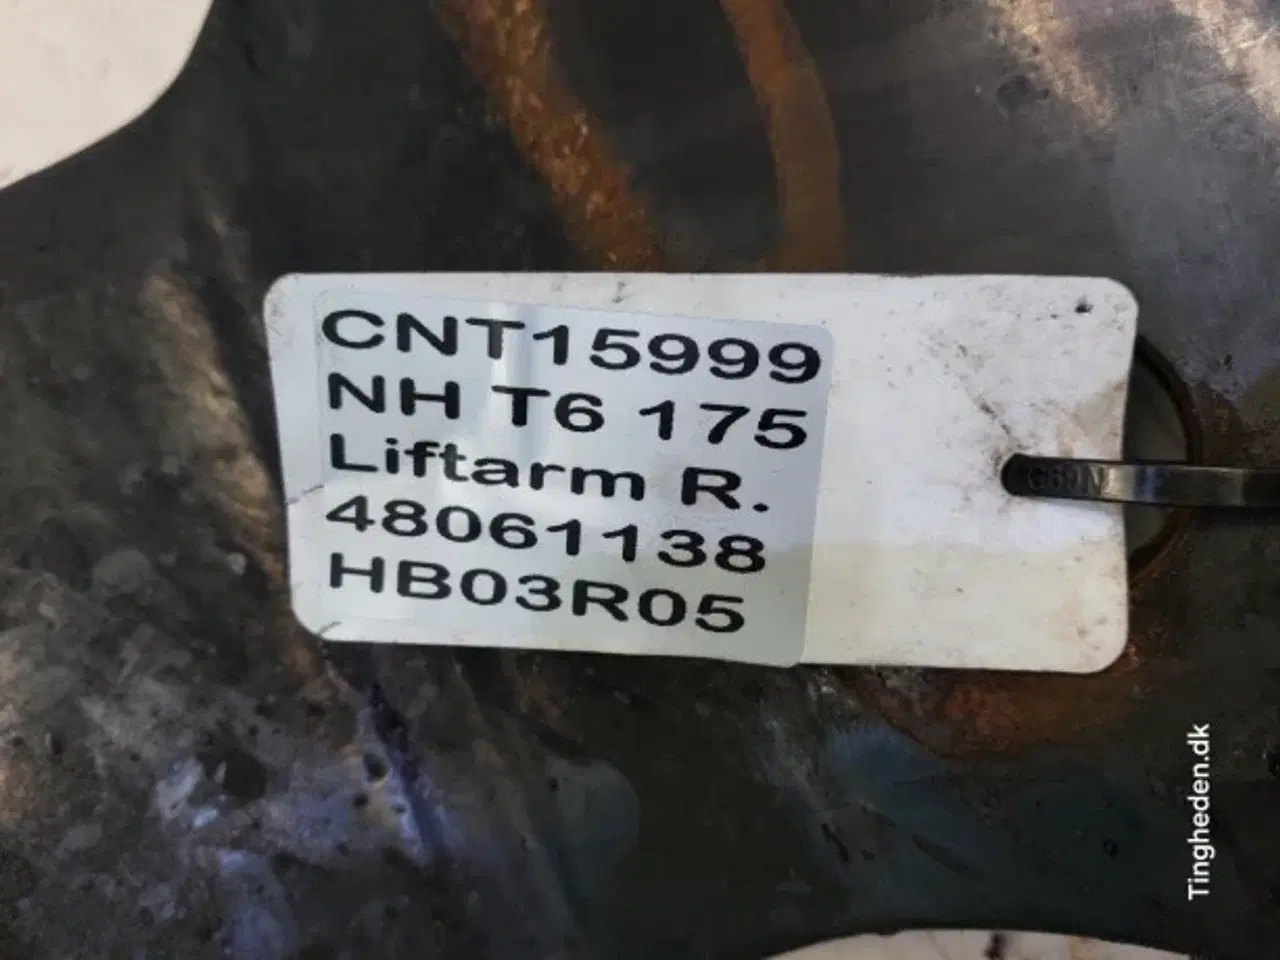 CNT15999
NH T6 175
Liftarm R.
48061138
HB03R05
Tingheden.dk